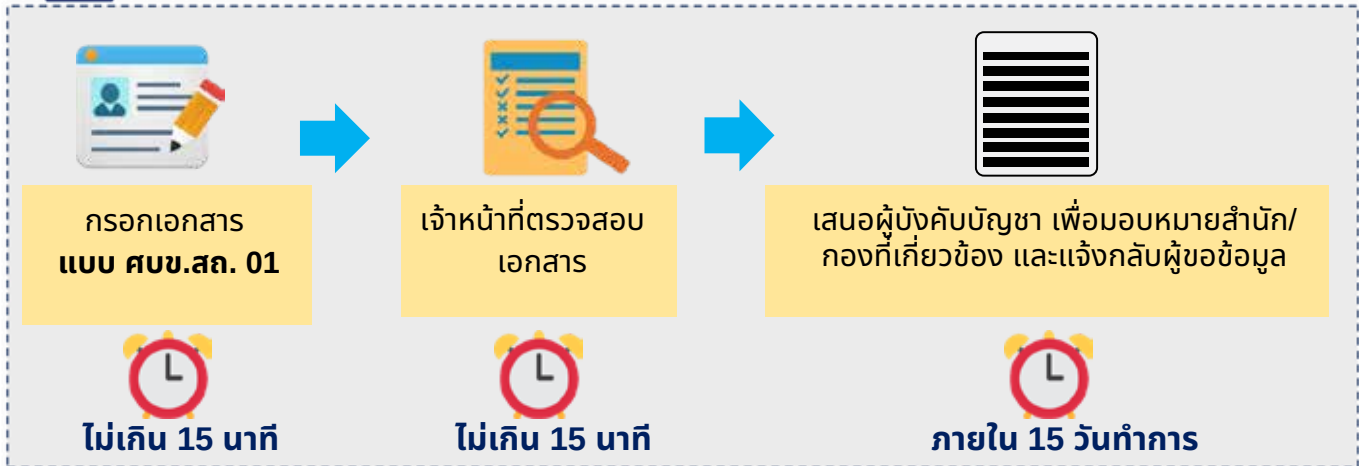 กรอกเอกสาร
แบบ ศบข.สถ. 01
เจ้าหน้าที่ตรวจสอบ
เอกสาร
เสนอผู้บังคับบัญชา เพื่อมอบหมายสำนัก/
กองที่เกี่ยวข้อง และแจ้งกลับผู้ขอข้อมูล
ไม่เกิน 15 นาที
ไม่เกิน 15 นาที
ภายใน 15 วันทำการ